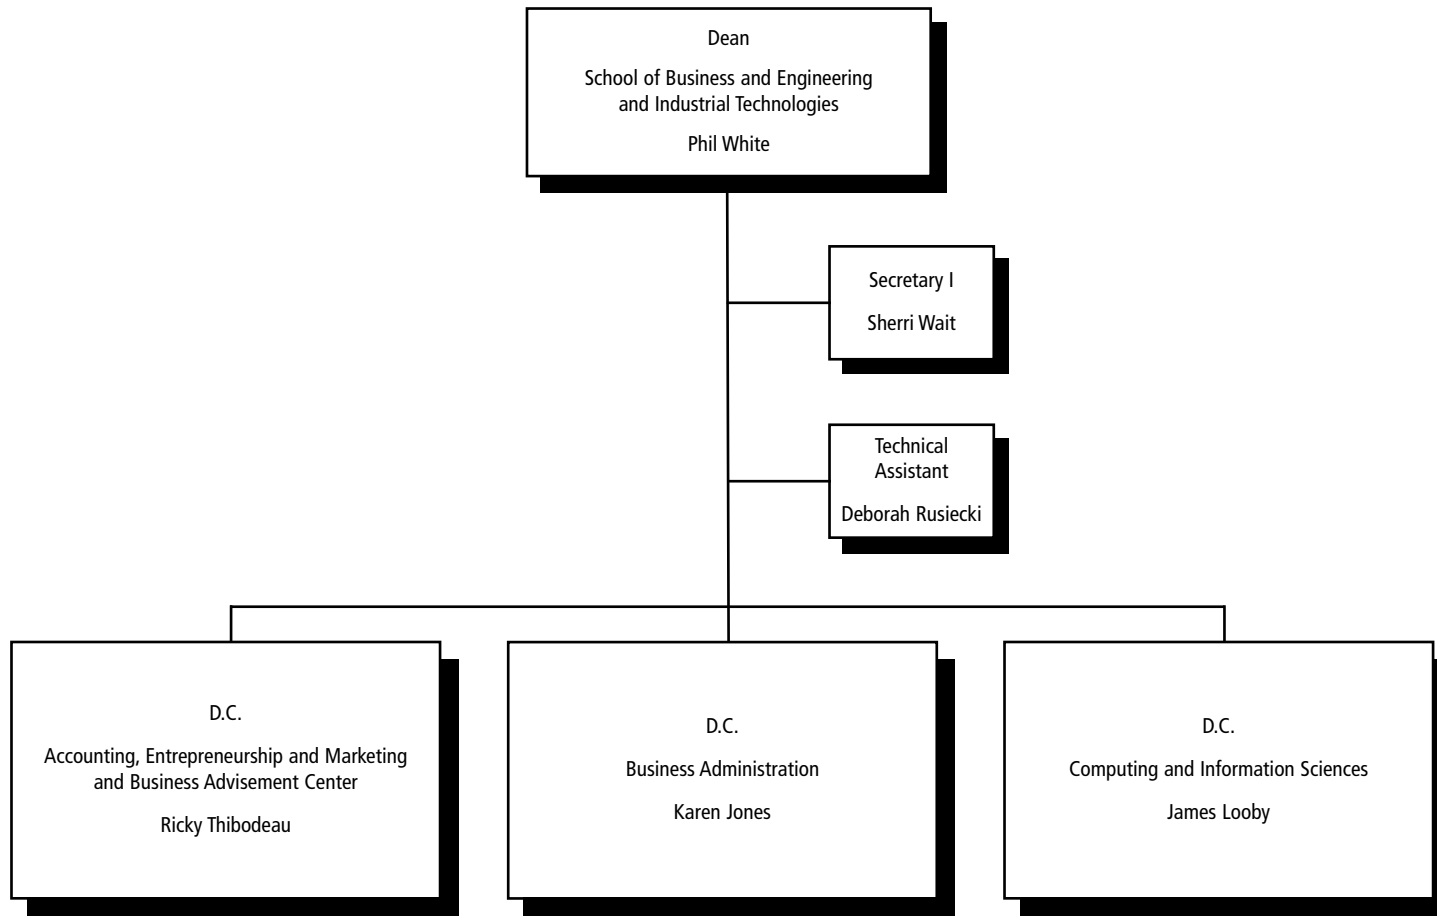 Dean
School of Business and Engineering
and Industrial Technologies
Phil White
Secretary I
Sherri Wait
Technical
Assistant
Deborah Rusiecki
D.C.
Accounting, Entrepreneurship and Marketing
and Business Advisement Center
Ricky Thibodeau
D.C.
Business Administration
Karen Jones
D.C.
Computing and Information Sciences
James Looby